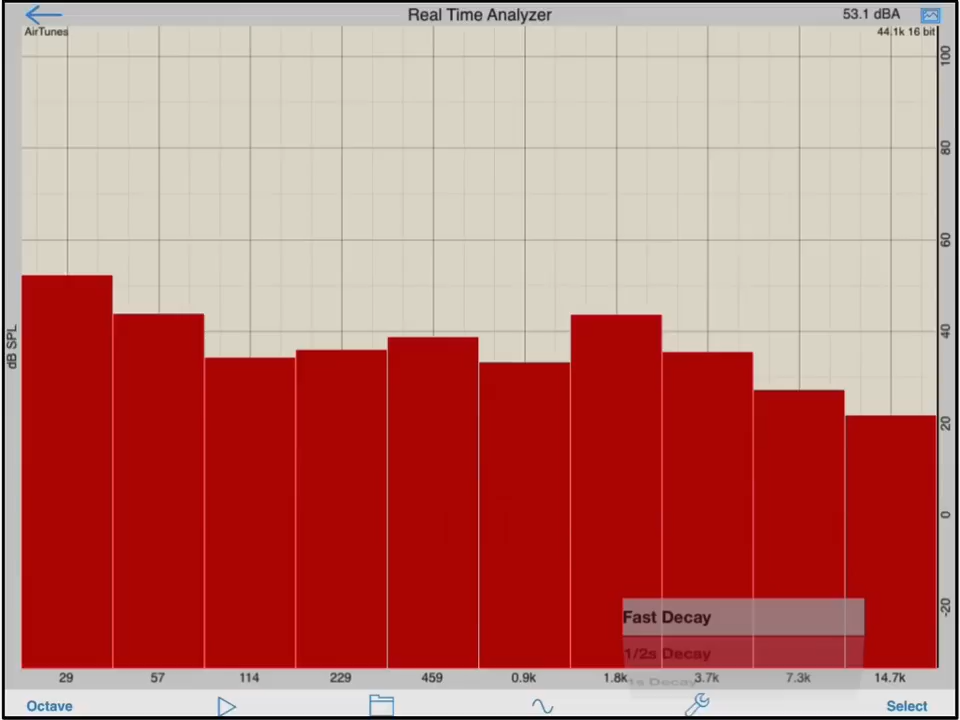 Real Time Analyzer
53.1 dBA
AirTunes
44.1k 16 bit
100
80
60
40
20
0
-20
dB SPL
Fast Decay
1/2s Decay
1s Decay
29 57 114 229 459 0.9k 1.8k 3.7k 7.3k 14.7k
Octave
Select